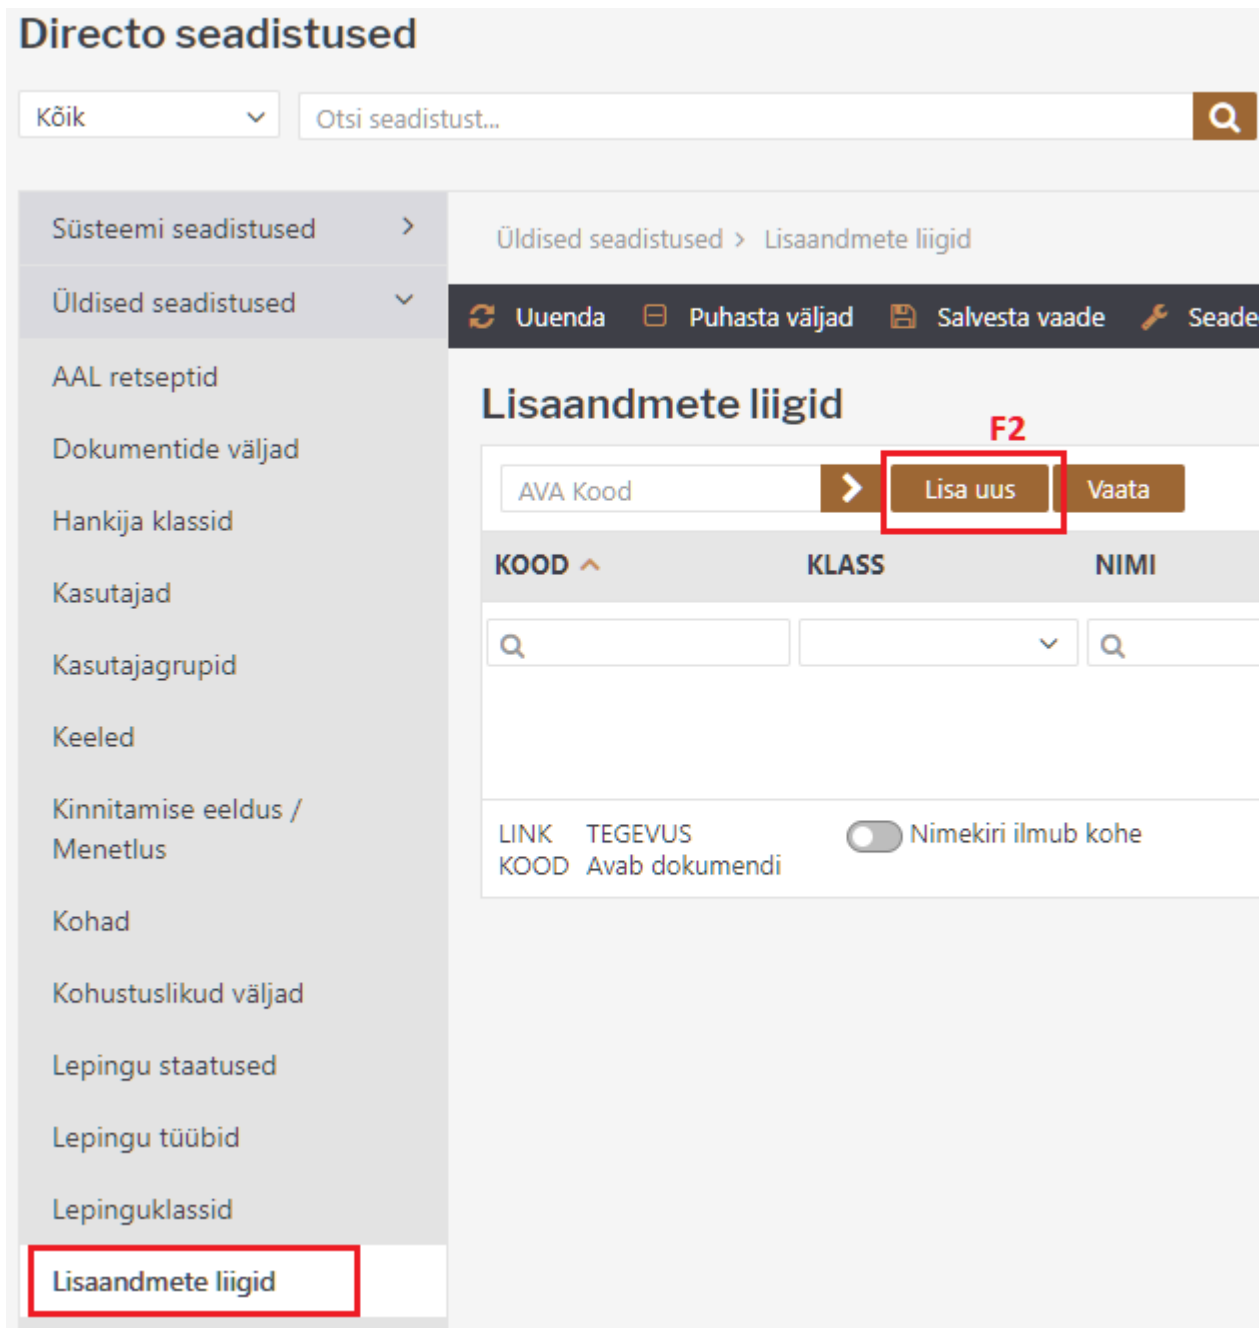 Directo seadistused
Kõik
Otsi seadistust...
Süsteemi seadistused
Üldised seadistused
AAL retseptid
Dokumentide väljad
Hankija klassid
Kasutajad
Kasutajagrupid
Keeled
Kinnitamise eeldus /
Menetlus
Kohad
Kohustuslikud väljad
Lepingu staatused
Lepingu tüübid
Lepinguklassid
Lisaandmete liigid
Üldised seadistused > Lisaandmete liigid
Uuenda Puhasta väljad Salvesta vaade Seade
Lisaandmete liigid
F2
AVA Kood Lisa uus Vaata
KOOD KLASS NIMI
LINK TEGEVUS Nimekiri ilmub kohe
KOOD Avab dokumendi